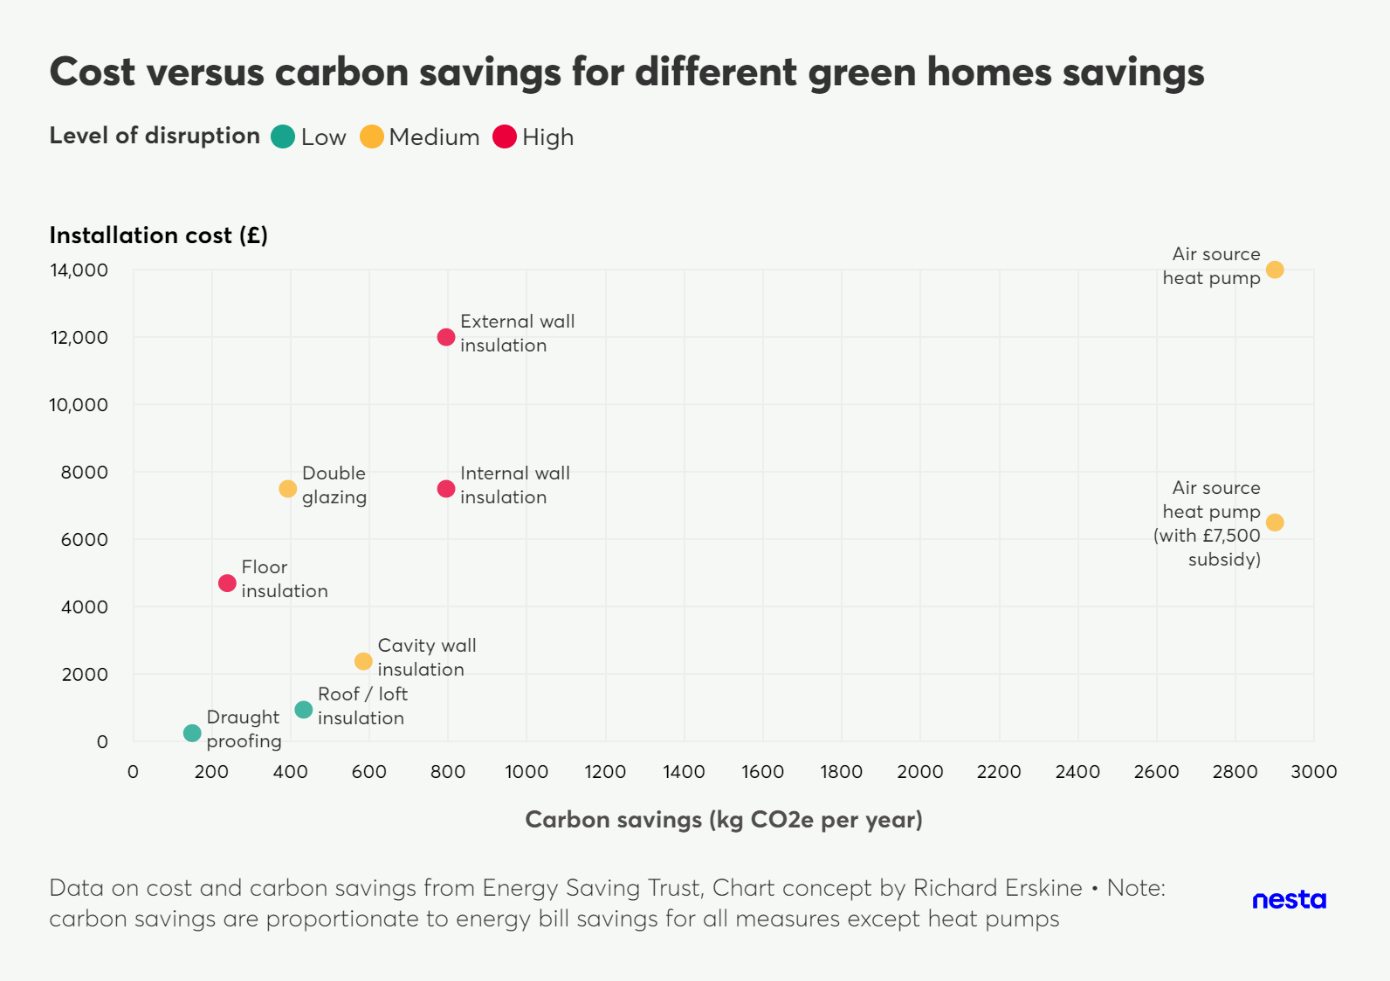 Cost versus carbon savings for different green homes savings
Level of disruption Low Medium High
Installation cost (£)
14,000
12,000
10,000
8000
6000
4000
2000
0
Air source
heat pump
External wall
insulation
Double
glazing
Internal wall
insulation
Air source
heat pump
(with £7,500
subsidy)
Floor
insulation
Cavity wall
insulation
Roof / loft
insulation
Draught
proofing
0 200 400 600 800 1000 1200 1400 1600 1800 2000 2200 2400 2600 2800 3000
Carbon savings (kg CO2e per year)
Data on cost and carbon savings from Energy Saving Trust, Chart concept by Richard Erskine • Note:
carbon savings are proportionate to energy bill savings for all measures except heat pumps
nesta